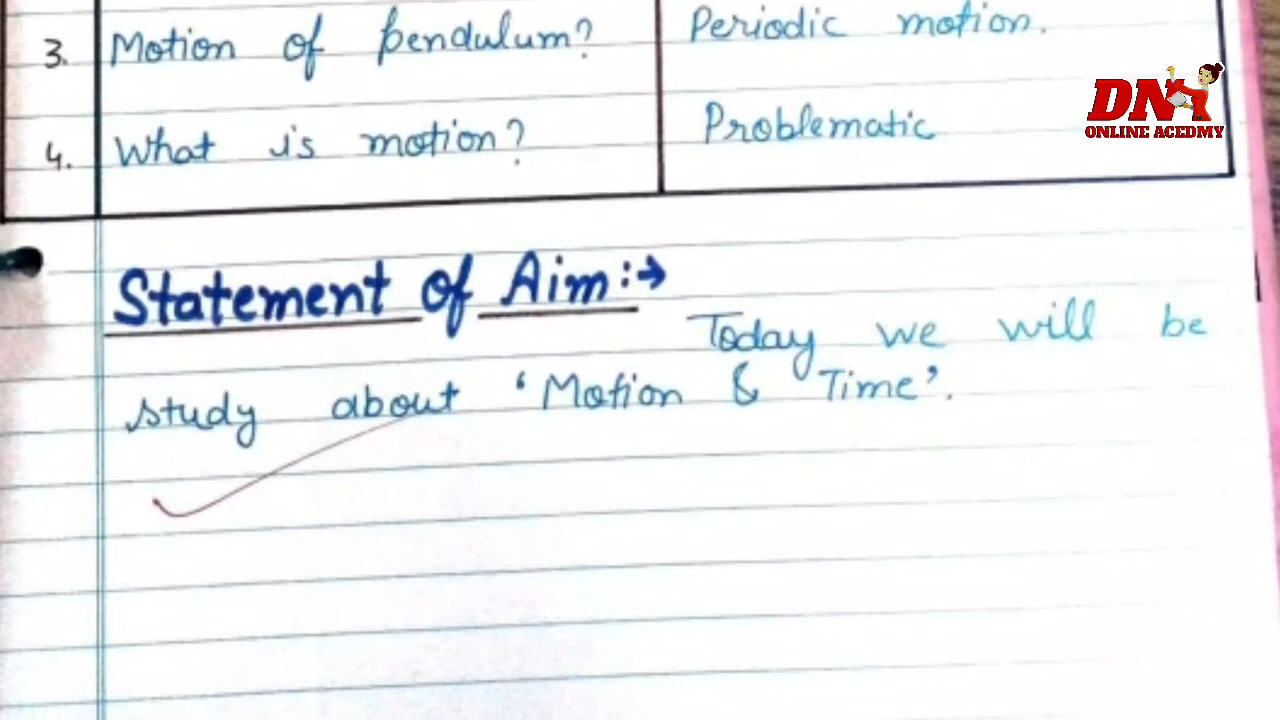 3. Motion of pendulum? Periodic motion.
DNA
ONLINE ACEDMY
4. What is motion? Problematic
Statement of Aim:→ Today we will be
study about 'Motion & Time'.